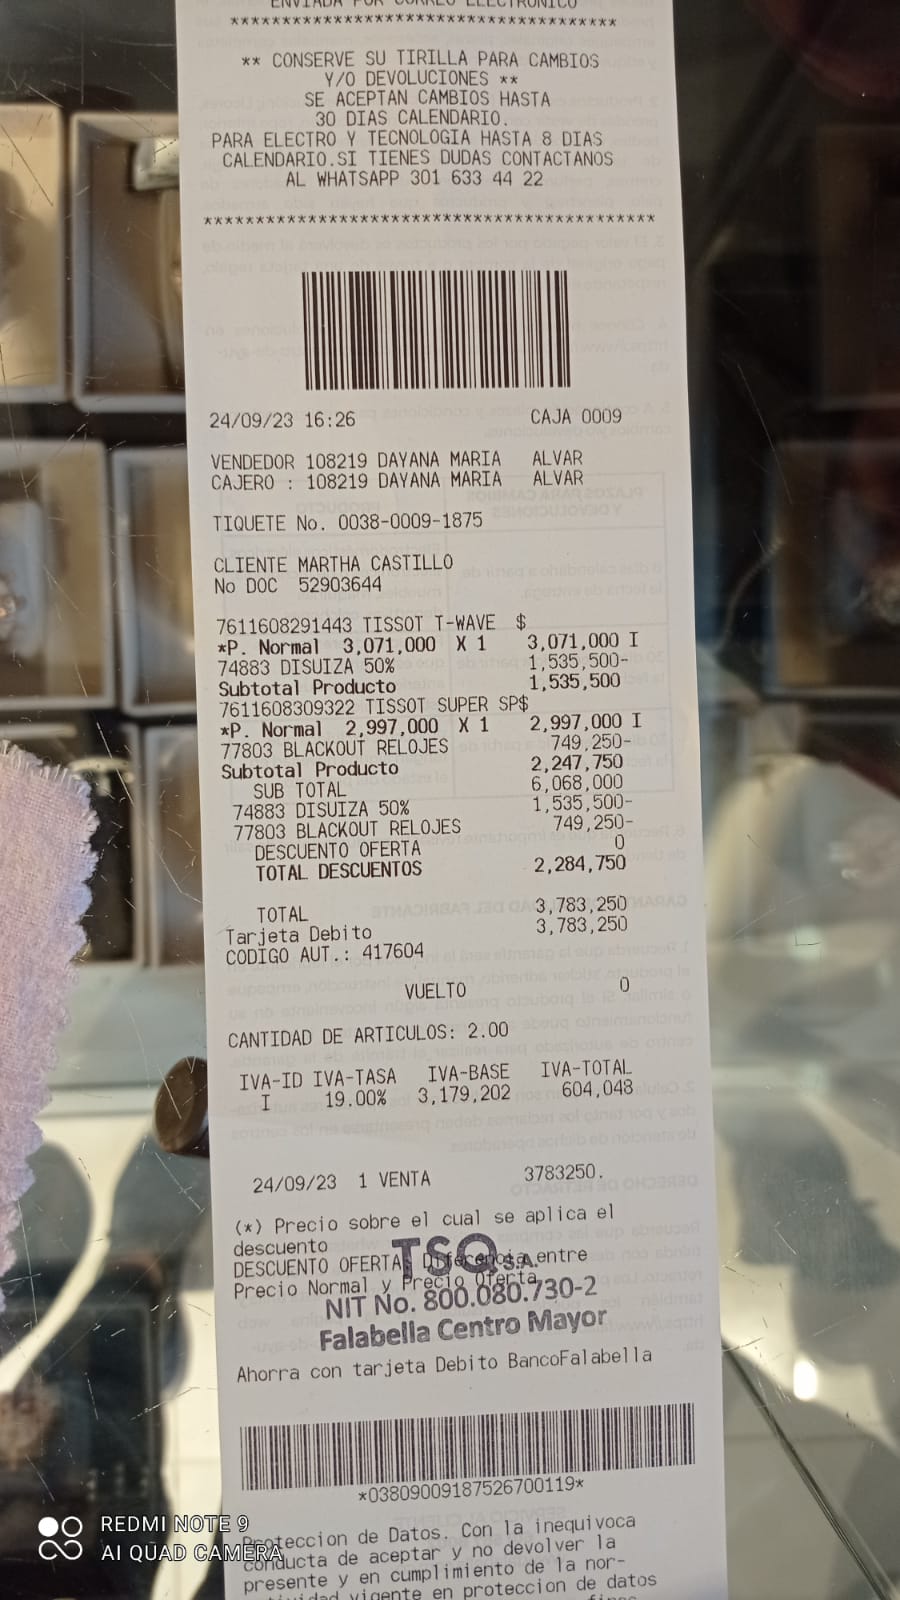 ENVIADA POR CORREO ELECTRONICO
******************************************
** CONSERVE SU TIRILLA PARA CAMBIOS
Y/O DEVOLUCIONES **
SE ACEPTAN CAMBIOS HASTA
30 DIAS CALENDARIO.
PARA ELECTRO Y TECNOLOGIA HASTA 8 DIAS
CALENDARIO.SI TIENES DUDAS CONTACTANOS
AL WHATSAPP 301 633 44 22
********************************************
24/09/23 16:26 CAJA 0009
VENDEDOR 108219 DAYANA MARIA ALVAR
CAJERO : 108219 DAYANA MARIA ALVAR
TIQUETE No. 0038-0009-1875
CLIENTE MARTHA CASTILLO
No DOC 52903644
7611608291443 TISSOT T-WAVE $
*P. Normal 3,071,000 X 1 3,071,000 I
74883 DISUIZA 50% 1,535,500-
Subtotal Producto 1,535,500
7611608309322 TISSOT SUPER SP$
*P. Normal 2,997,000 X 1 2,997,000 I
77803 BLACKOUT RELOJES 749,250-
Subtotal Producto 2,247,750
SUB TOTAL 6,068,000
74883 DISUIZA 50% 1,535,500-
77803 BLACKOUT RELOJES 749,250-
DESCUENTO OFERTA 0
TOTAL DESCUENTOS 2,284,750
TOTAL 3,783,250
Tarjeta Debito 3,783,250
CODIGO AUT.: 417604
VUELTO 0
CANTIDAD DE ARTICULOS: 2.00
IVA-ID IVA-TASA IVA-BASE IVA-TOTAL
I 19.00% 3,179,202 604,048
24/09/23 1 VENTA 3783250.
(*) Precio sobre el cual se aplica el
descuento
DESCUENTO OFERTA: Diferencia entre
Precio Normal y Precio Oferta
TSQ S.A.
NIT No. 800.080.730-2
Falabella Centro Mayor
Ahorra con tarjeta Debito BancoFalabella
*03809009187526700119*
Proteccion de Datos. Con la inequivoca
conducta de aceptar y no devolver la
presente y en cumplimiento de la nor-
vigente en proteccion de datos
REDMI NOTE 9
AI QUAD CAMERA